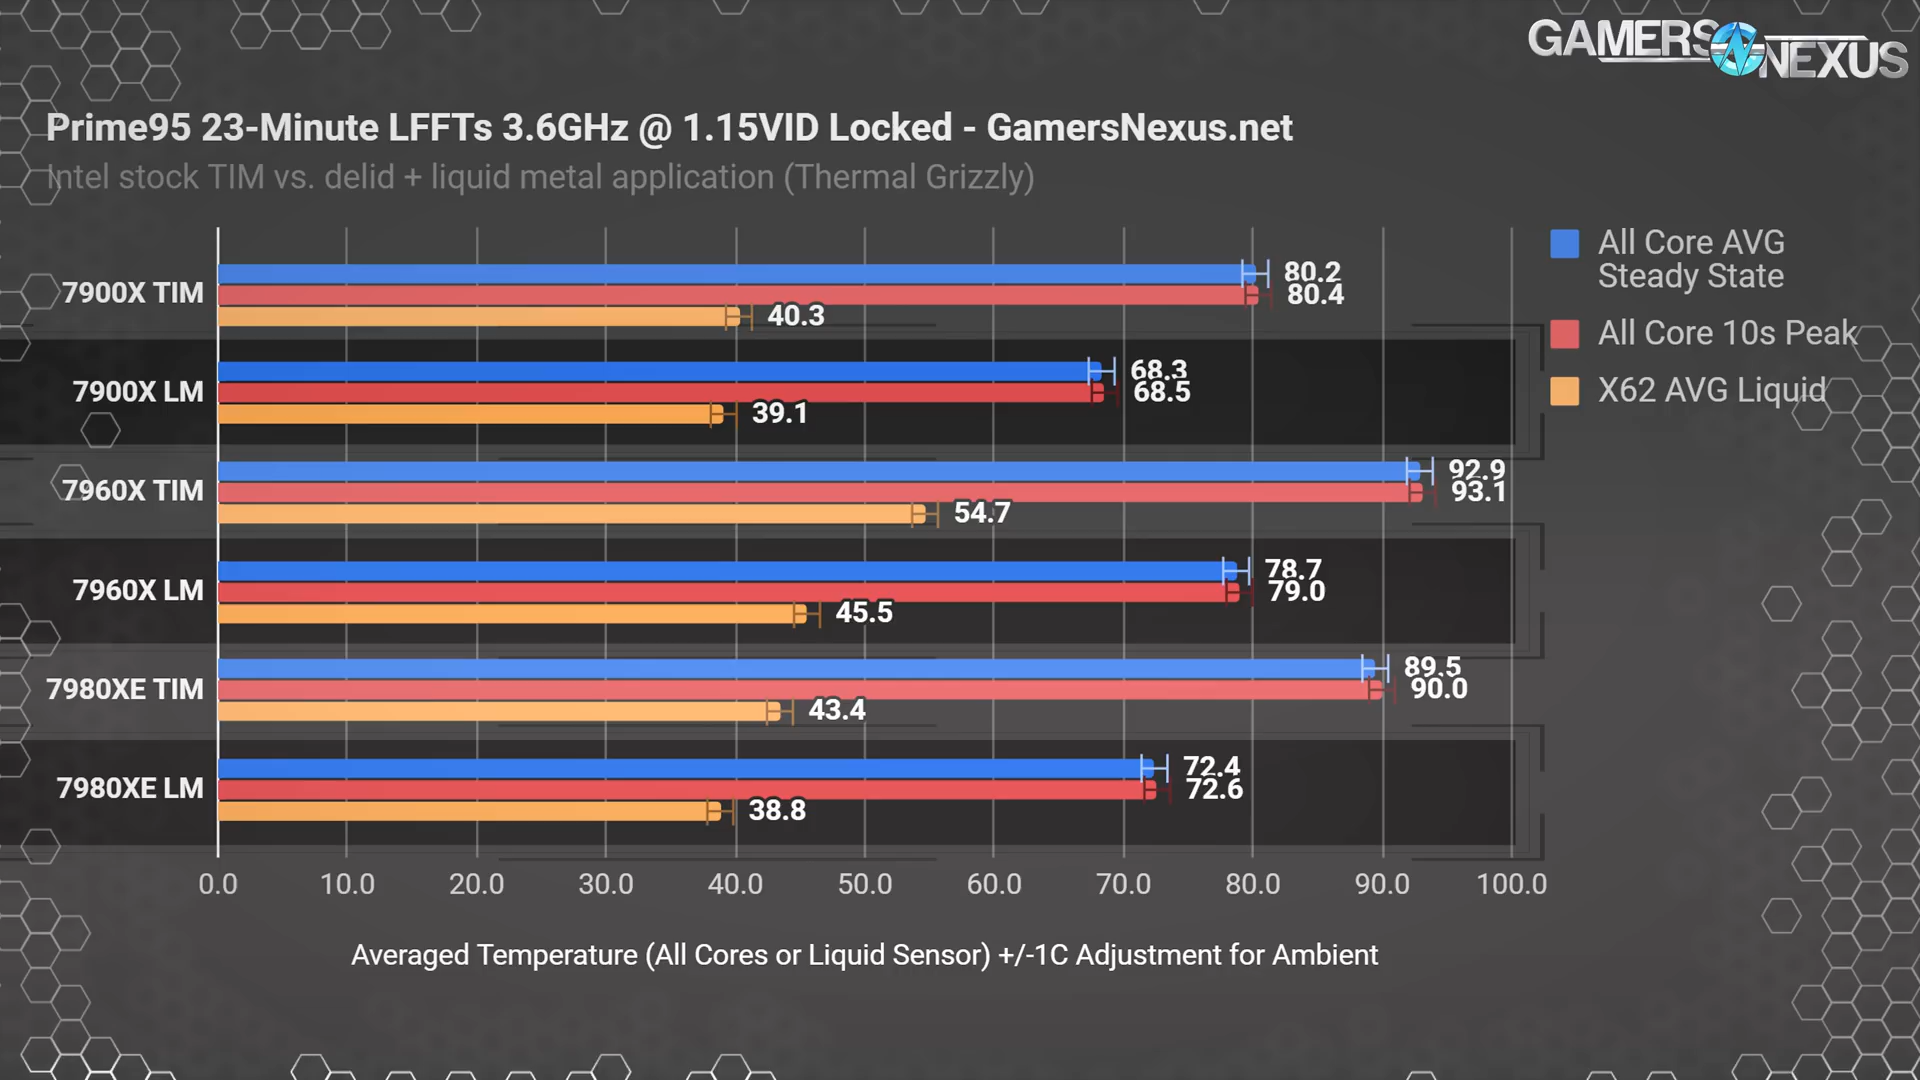 GAMERS NEXUS
Prime95 23-Minute LFFTs 3.6GHz @ 1.15VID Locked - GamersNexus.net
Intel stock TIM vs. delid + liquid metal application (Thermal Grizzly)
All Core AVG
Steady State
All Core 10s Peak
X62 AVG Liquid
7900X TIM
80.2
80.4
40.3
7900X LM
68.3
68.5
39.1
7960X TIM
92.9
93.1
54.7
7960X LM
78.7
79.0
45.5
7980XE TIM
89.5
90.0
43.4
7980XE LM
72.4
72.6
38.8
0.0 10.0 20.0 30.0 40.0 50.0 60.0 70.0 80.0 90.0 100.0
Averaged Temperature (All Cores or Liquid Sensor) +/-1C Adjustment for Ambient